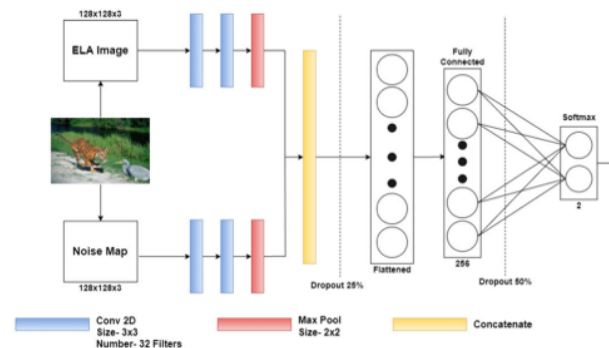 128x128x3
ELA Image
Noise Map
128x128x3
Dropout 25%
Flattened
Fully
Connected
256
Dropout 50%
Softmax
2
Conv 2D
Size- 3x3
Number- 32 Filters
Max Pool
Size- 2x2
Concatenate